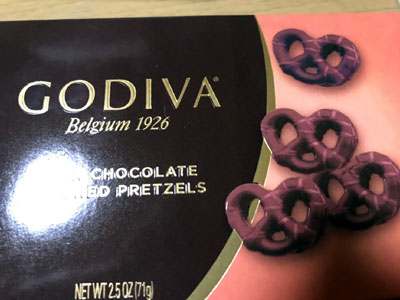 GODIVA
Belgium 1926
CHOCOLATE
PRETZELS
NET WT 2.5 OZ (71g)